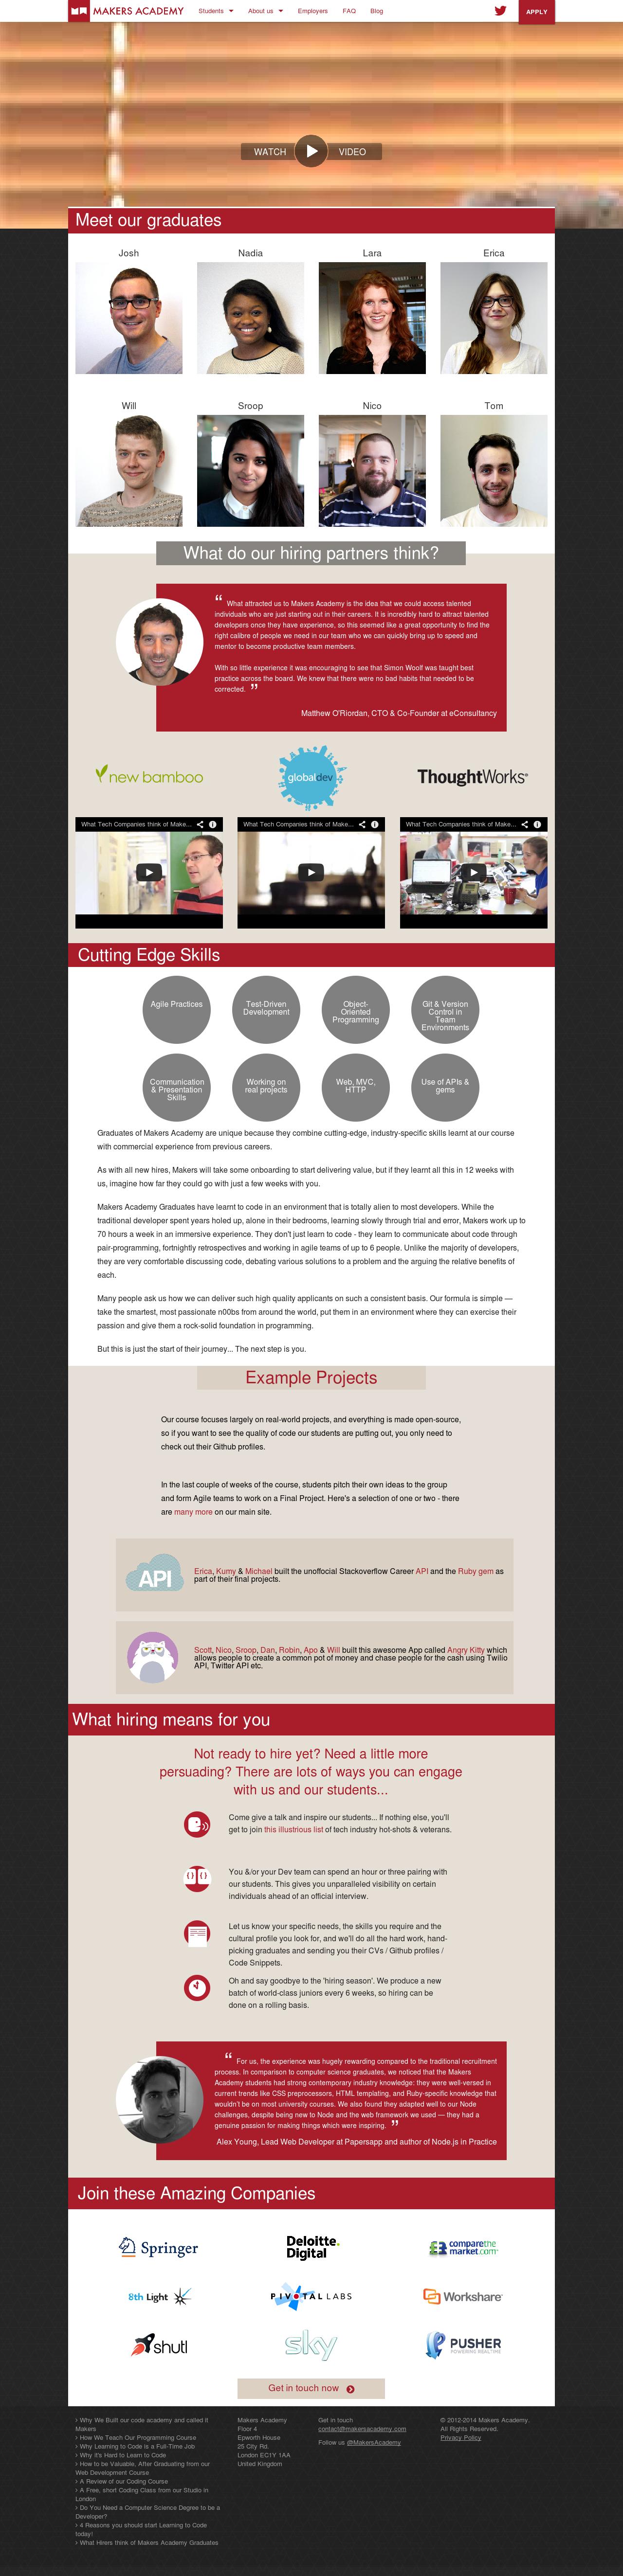 MAKERS ACADEMY
Students
About us
Employers
FAQ
Blog
APPLY
WATCH
VIDEO
Meet our graduates
Josh
Nadia
Lara
Erica
Will
Sroop
Nico
Tom
What do our hiring partners think?
“ What attracted us to Makers Academy is the idea that we could access talented
individuals who are just starting out in their careers. It is incredibly hard to attract talented
developers once they have experience, so this seemed like a great opportunity to find the
right calibre of people we need in our team who we can quickly bring up to speed and
mentor to become productive team members.
With so little experience it was encouraging to see that Simon Woolf was taught best
practice across the board. We knew that there were no bad habits that needed to be
corrected. ”
Matthew O'Riordan, CTO & Co-Founder at eConsultancy
new bamboo
globaldev
ThoughtWorks®
What Tech Companies think of Make...
What Tech Companies think of Make...
What Tech Companies think of Make...
Cutting Edge Skills
Agile Practices
Test-Driven
Development
Object-
Oriented
Programming
Git & Version
Control in
Team
Environments
Communication
& Presentation
Skills
Working on
real projects
Web, MVC,
HTTP
Use of APIs &
gems
Graduates of Makers Academy are unique because they combine cutting-edge, industry-specific skills learnt at our course
with commercial experience from previous careers.
As with all new hires, Makers will take some onboarding to start delivering value, but if they learnt all this in 12 weeks with
us, imagine how far they could go with just a few weeks with you.
Makers Academy Graduates have learnt to code in an environment that is totally alien to most developers. While the
traditional developer spent years holed up, alone in their bedrooms, learning slowly through trial and error, Makers work up to
70 hours a week in an immersive experience. They don't just learn to code - they learn to communicate about code through
pair-programming, fortnightly retrospectives and working in agile teams of up to 6 people. Unlike the majority of developers,
they are very comfortable discussing code, debating various solutions to a problem and the arguing the relative benefits of
each.
Many people ask us how we can deliver such high quality applicants on such a consistent basis. Our formula is simple —
take the smartest, most passionate n00bs from around the world, put them in an environment where they can exercise their
passion and give them a rock-solid foundation in programming.
But this is just the start of their journey... The next step is you.
Example Projects
Our course focuses largely on real-world projects, and everything is made open-source,
so if you want to see the quality of code our students are putting out, you only need to
check out their Github profiles.
In the last couple of weeks of the course, students pitch their own ideas to the group
and form Agile teams to work on a Final Project. Here's a selection of one or two - there
are many more on our main site.
API
Erica, Kumy & Michael built the unoffocial Stackoverflow Career API and the Ruby gem as
part of their final projects.
Scott, Nico, Sroop, Dan, Robin, Apo & Will built this awesome App called Angry Kitty which
allows people to create a common pot of money and chase people for the cash using Twilio
API, Twitter API etc.
What hiring means for you
Not ready to hire yet? Need a little more
persuading? There are lots of ways you can engage
with us and our students...
Come give a talk and inspire our students... If nothing else, you'll
get to join this illustrious list of tech industry hot-shots & veterans.
You &/or your Dev team can spend an hour or three pairing with
our students. This gives you unparalleled visibility on certain
individuals ahead of an official interview.
Let us know your specific needs, the skills you require and the
cultural profile you look for, and we'll do all the hard work, hand-
picking graduates and sending you their CVs / Github profiles /
Code Snippets.
Oh and say goodbye to the 'hiring season'. We produce a new
batch of world-class juniors every 6 weeks, so hiring can be
done on a rolling basis.
“ For us, the experience was hugely rewarding compared to the traditional recruitment
process. In comparison to computer science graduates, we noticed that the Makers
Academy students had strong contemporary industry knowledge: they were well-versed in
current trends like CSS preprocessors, HTML templating, and Ruby-specific knowledge that
wouldn't be on most university courses. We also found they adapted well to our Node
challenges, despite being new to Node and the web framework we used — they had a
genuine passion for making things which were inspiring. ”
Alex Young, Lead Web Developer at Papersapp and author of Node.js in Practice
Join these Amazing Companies
Springer
Deloitte
Digital
comparethe
market.com
8th Light
PIVOTAL LABS
Workshare
shutl
sky
PUSHER
POWERING REALTIME
Get in touch now
› Why We Built our code academy and called it
Makers
› How We Teach Our Programming Course
› Why Learning to Code is a Full-Time Job
› Why it's Hard to Learn to Code
› How to be Valuable, After Graduating from our
Web Development Course
› A Review of our Coding Course
› A Free, short Coding Class from our Studio in
London
› Do You Need a Computer Science Degree to be a
Developer?
› 4 Reasons you should start Learning to Code
today!
› What Hirers think of Makers Academy Graduates
Makers Academy
Floor 4
Epworth House
25 City Rd.
London EC1Y 1AA
United Kingdom
Get in touch
contact@makersacademy.com
Follow us @MakersAcademy
© 2012-2014 Makers Academy.
All Rights Reserved.
Privacy Policy